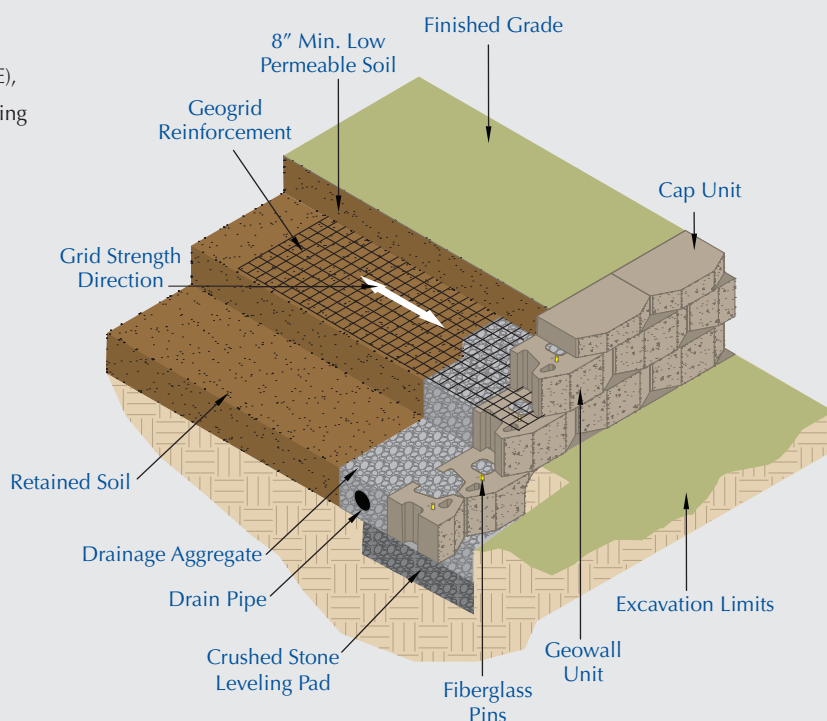 E),
ing
Finished Grade
8” Min. Low
Permeable Soil
Geogrid
Reinforcement
Cap Unit
Grid Strength
Direction
Retained Soil
Drainage Aggregate
Drain Pipe
Excavation Limits
Crushed Stone
Leveling Pad
Geowall
Unit
Fiberglass
Pins